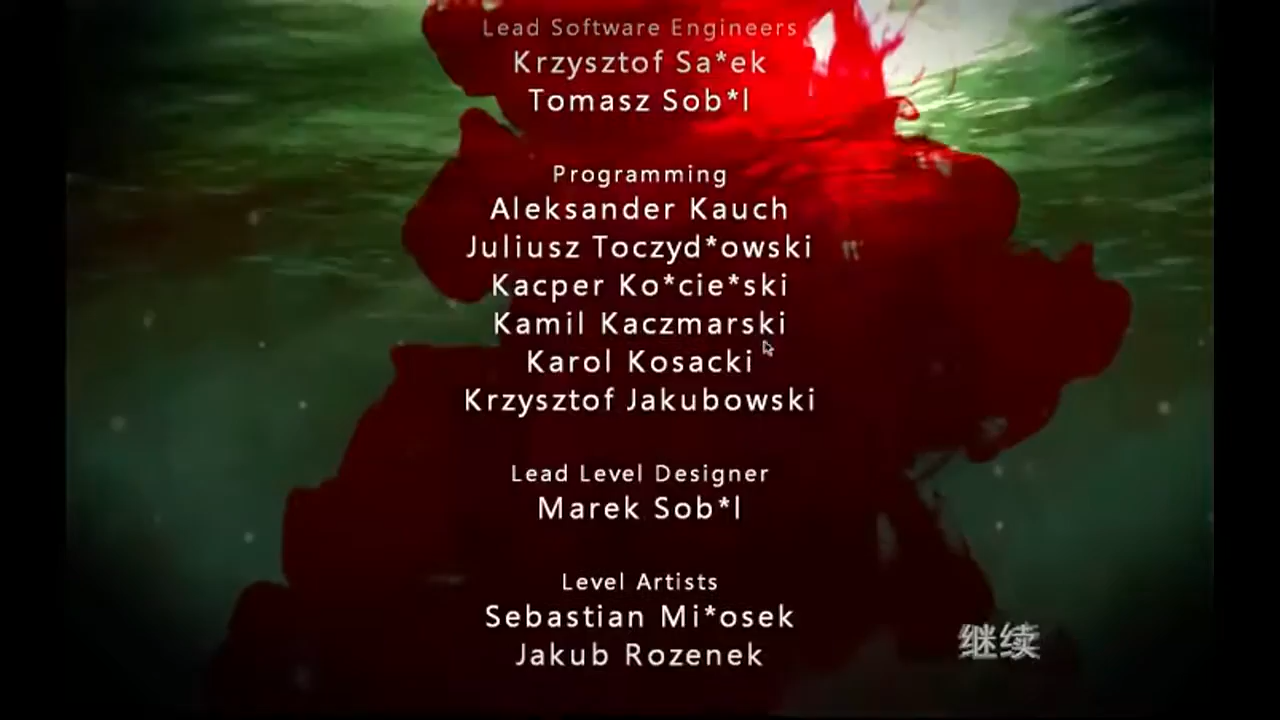 Lead Software Engineers
Krzysztof Sa*ek
Tomasz Sob*l
Programming
Aleksander Kauch
Juliusz Toczyd*owski
Kacper Ko*cie*ski
Kamil Kaczmarski
Karol Kosacki
Krzysztof Jakubowski
Lead Level Designer
Marek Sob*l
Level Artists
Sebastian Mi*osek
Jakub Rozenek
继续